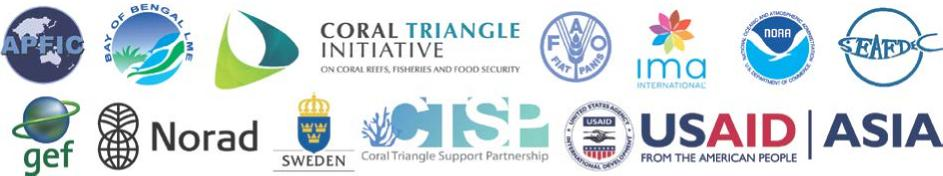 APFIC
BAY OF BENGAL LME
CORAL TRIANGLE
INITIATIVE
ON CORAL REEFS, FISHERIES AND FOOD SECURITY
FAO
FIAT PANIS
ima
INTERNATIONAL
NATIONAL OCEANIC AND ATMOSPHERIC ADMINISTRATION
NOAA
U.S. DEPARTMENT OF COMMERCE
SEAFDEC
gef
Norad
SWEDEN
CTSP
Coral Triangle Support Partnership
UNITED STATES AGENCY
USAID
INTERNATIONAL DEVELOPMENT
USAID | ASIA
FROM THE AMERICAN PEOPLE